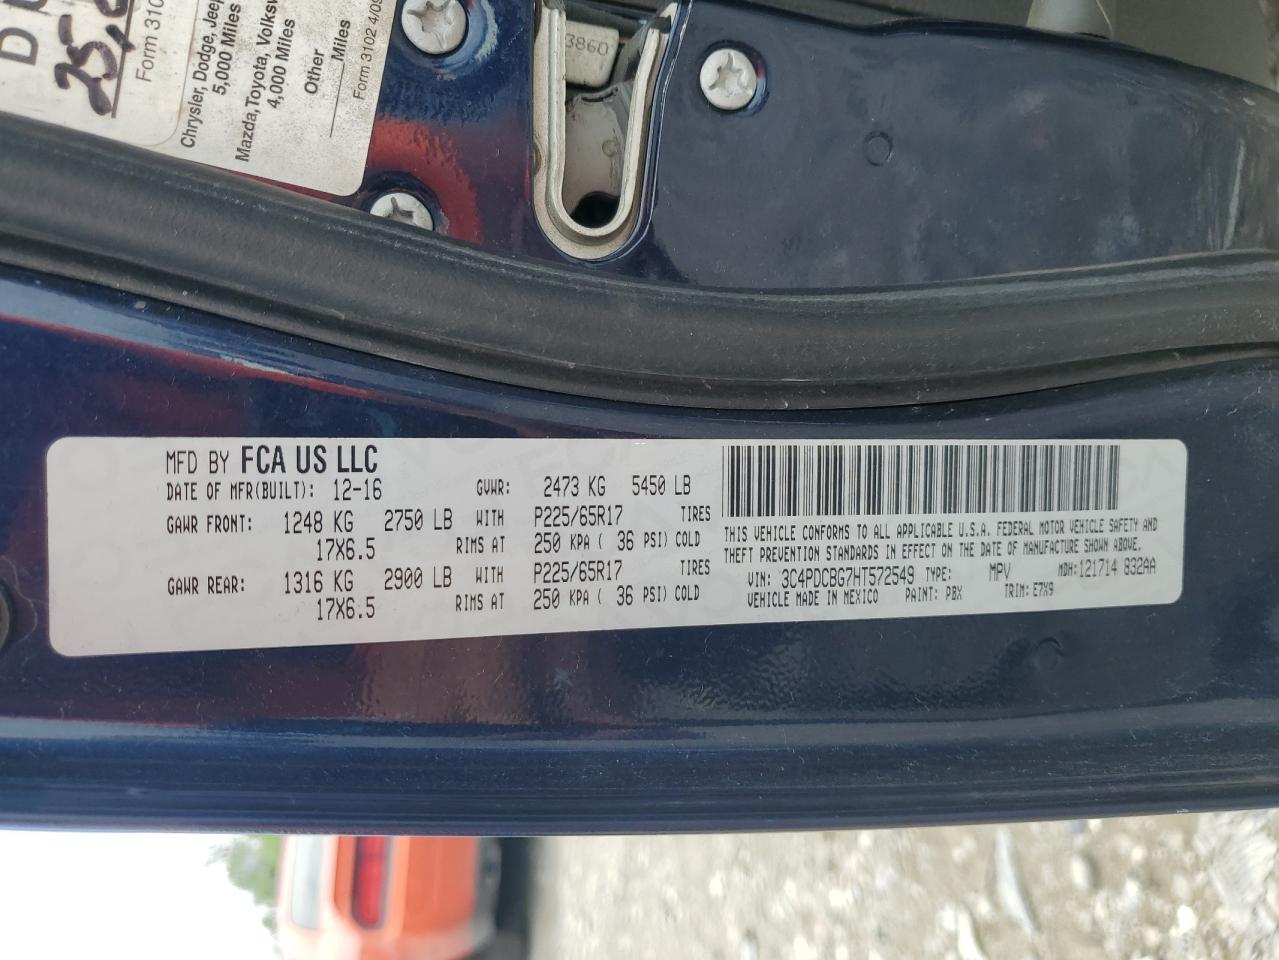 25,
Form 310
Chrysler, Dodge, Jeep
5,000 Miles
Mazda, Toyota, Volksw
4,000 Miles
Other
Miles
Form 3102 4/09
3860
MFD BY FCA US LLC
DATE OF MFR(BUILT): 12-16 GVWR: 2473 KG 5450 LB
GAWR FRONT: 1248 KG 2750 LB WITH P225/65R17 TIRES
17X6.5 RIMS AT 250 KPA ( 36 PSI) COLD
GAWR REAR: 1316 KG 2900 LB WITH P225/65R17 TIRES
17X6.5 RIMS AT 250 KPA ( 36 PSI) COLD
THIS VEHICLE CONFORMS TO ALL APPLICABLE U.S.A. FEDERAL MOTOR VEHICLE SAFETY AND
THEFT PREVENTION STANDARDS IN EFFECT ON THE DATE OF MANUFACTURE SHOWN ABOVE.
VIN: 3C4PDCBG7HT572549 TYPE: MPV MDH:121714 832AA
VEHICLE MADE IN MEXICO PAINT: PBX TRIM: E7X9